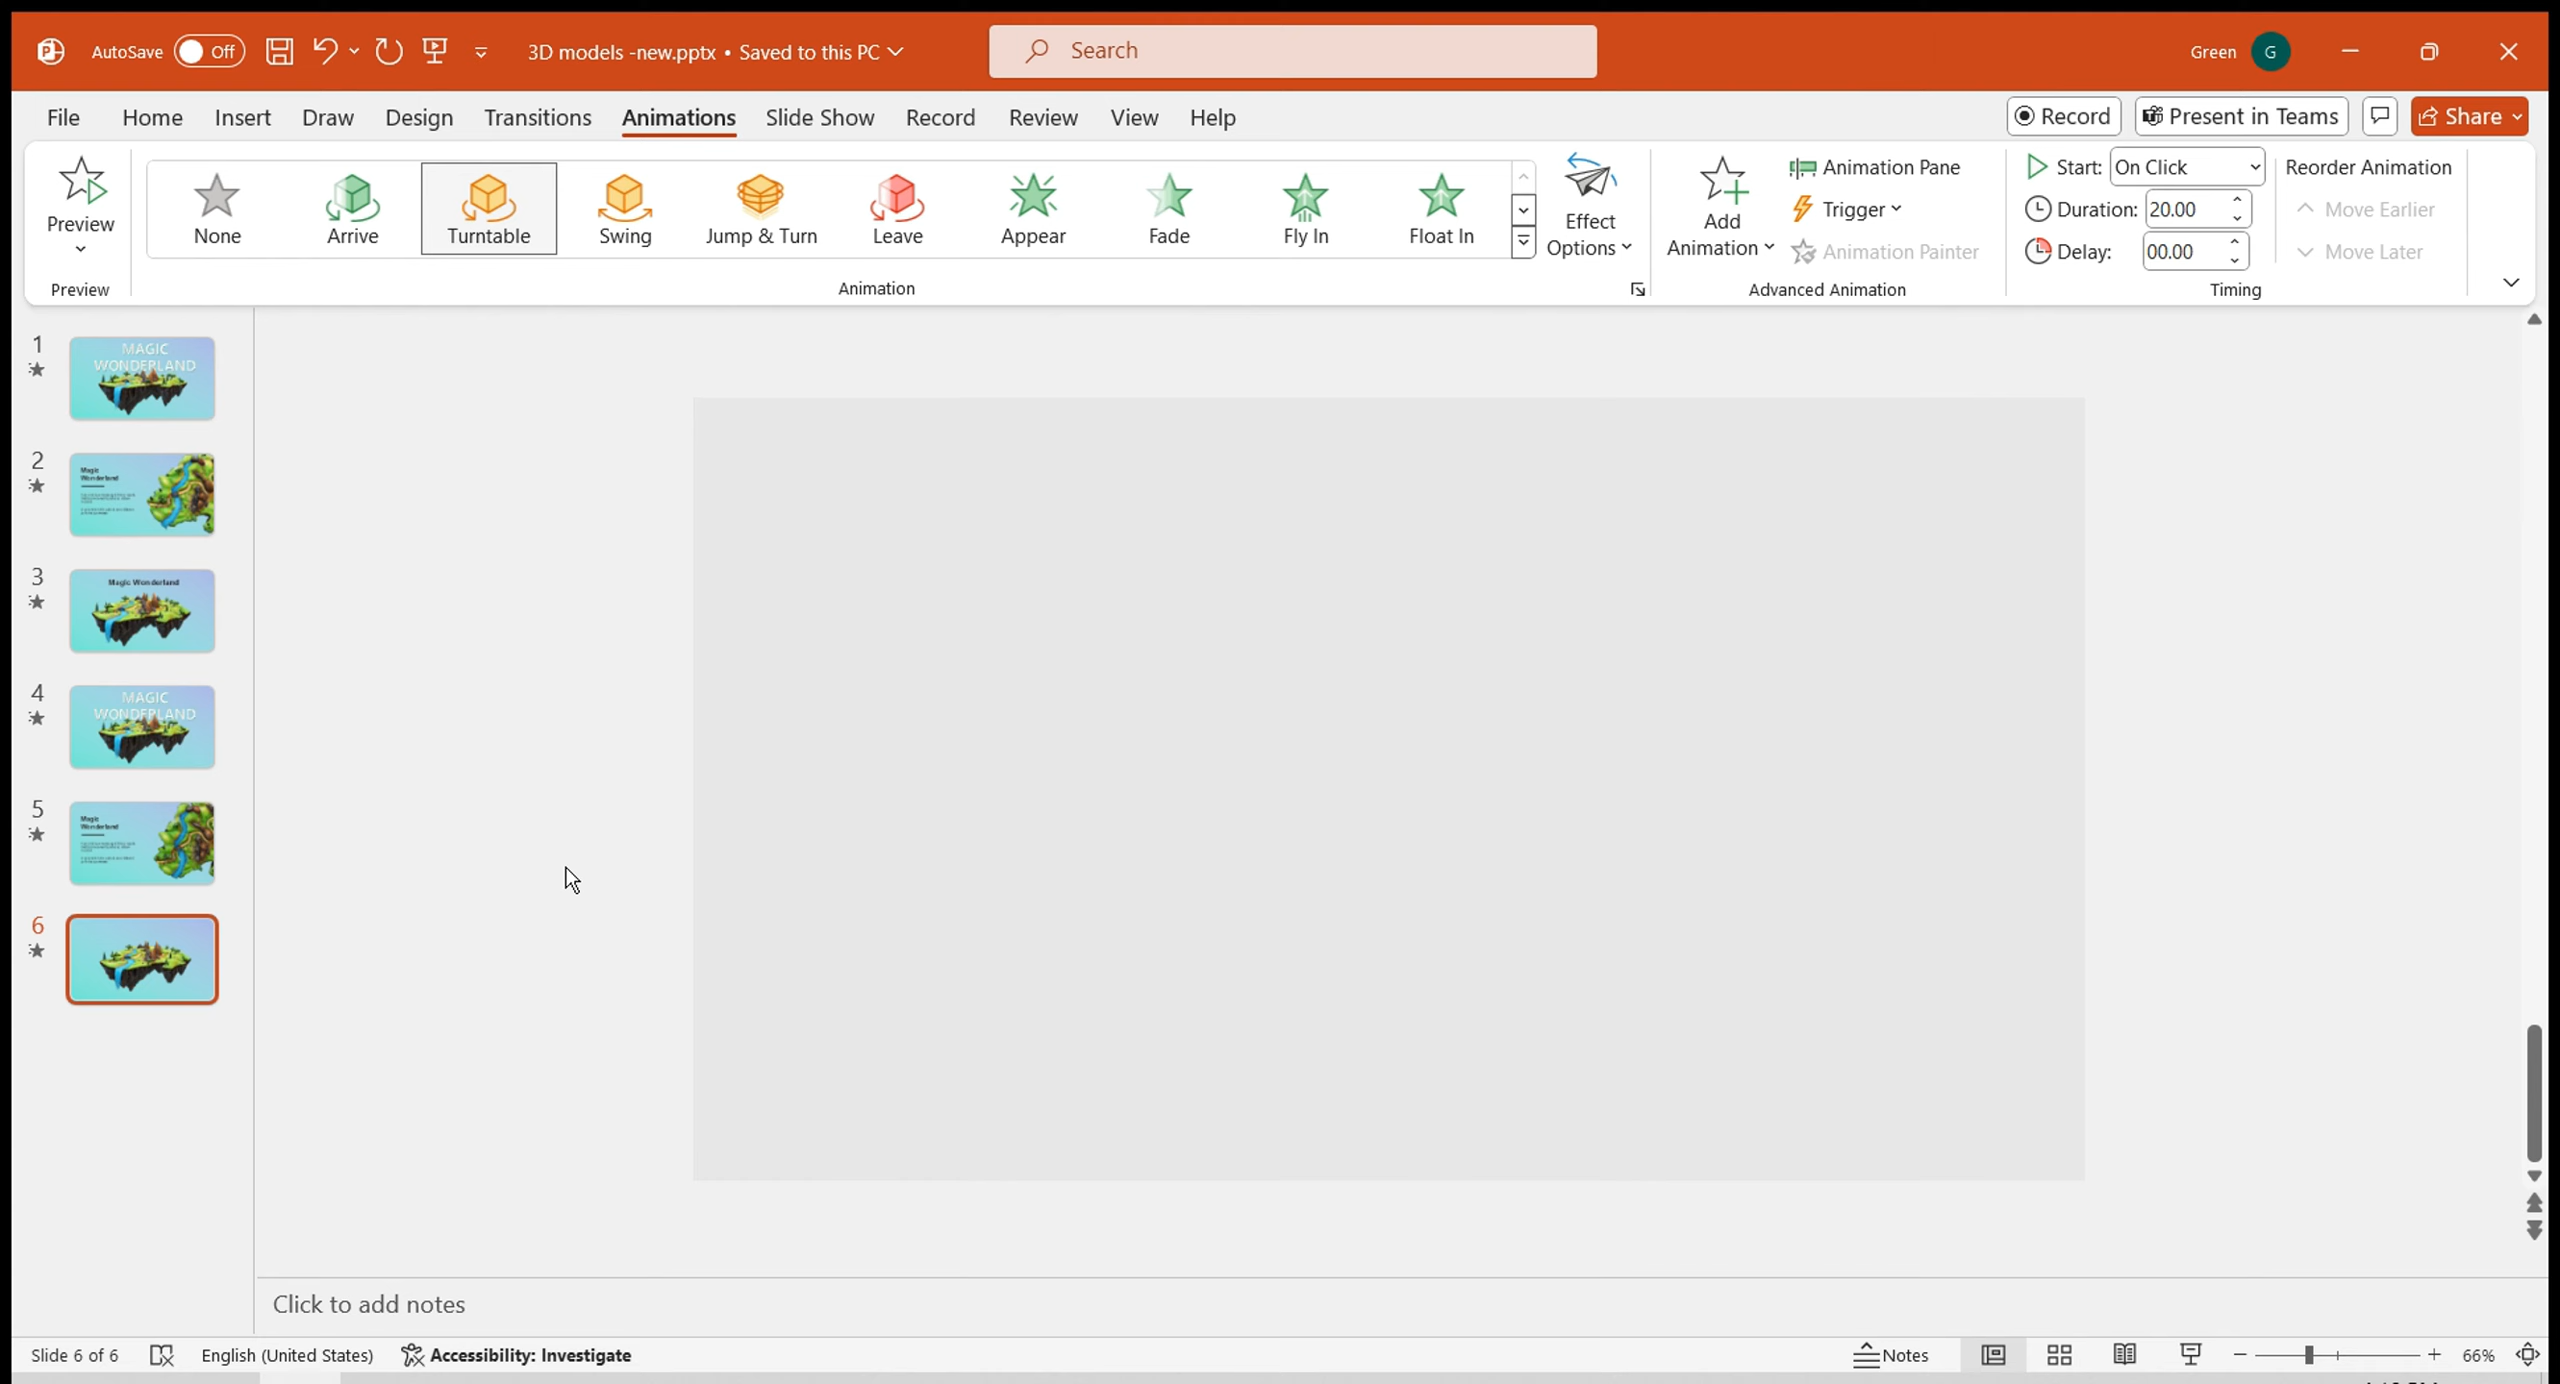 AutoSave Off 3D models -new.pptx • Saved to this PC Search Green G
File Home Insert Draw Design Transitions Animations Slide Show Record Review View Help Record Present in Teams Share
Preview
Preview
None Arrive Turntable Swing Jump & Turn Leave Appear Fade Fly In Float In
Animation
Effect
Options
Add
Animation
Animation Pane
Trigger
Animation Painter
Advanced Animation
Start: On Click
Duration: 20.00
Delay: 00.00
Timing
Reorder Animation
Move Earlier
Move Later
1
MAGIC
WONDERLAND
2
Magic
Wonderland
3
Magic Wonderland
4
MAGIC
WONDERLAND
5
Magic
Wonderland
6
Click to add notes
Slide 6 of 6 English (United States) Accessibility: Investigate Notes 66%